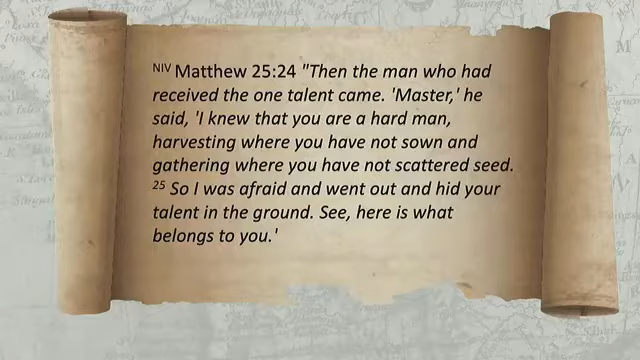 NIV Matthew 25:24 "Then the man who had
received the one talent came. 'Master,' he
said, 'I knew that you are a hard man,
harvesting where you have not sown and
gathering where you have not scattered seed.
25 So I was afraid and went out and hid your
talent in the ground. See, here is what
belongs to you.'